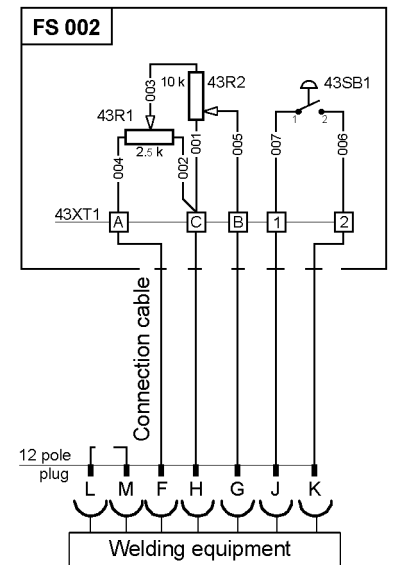 FS 002
10 k
43R2
43SB1
003
43R1
2.5 k
1
2
004
002
001
005
007
006
43XT1
A
C
B
1
2
Connection cable
12 pole
plug
L
M
F
H
G
J
K
Welding equipment